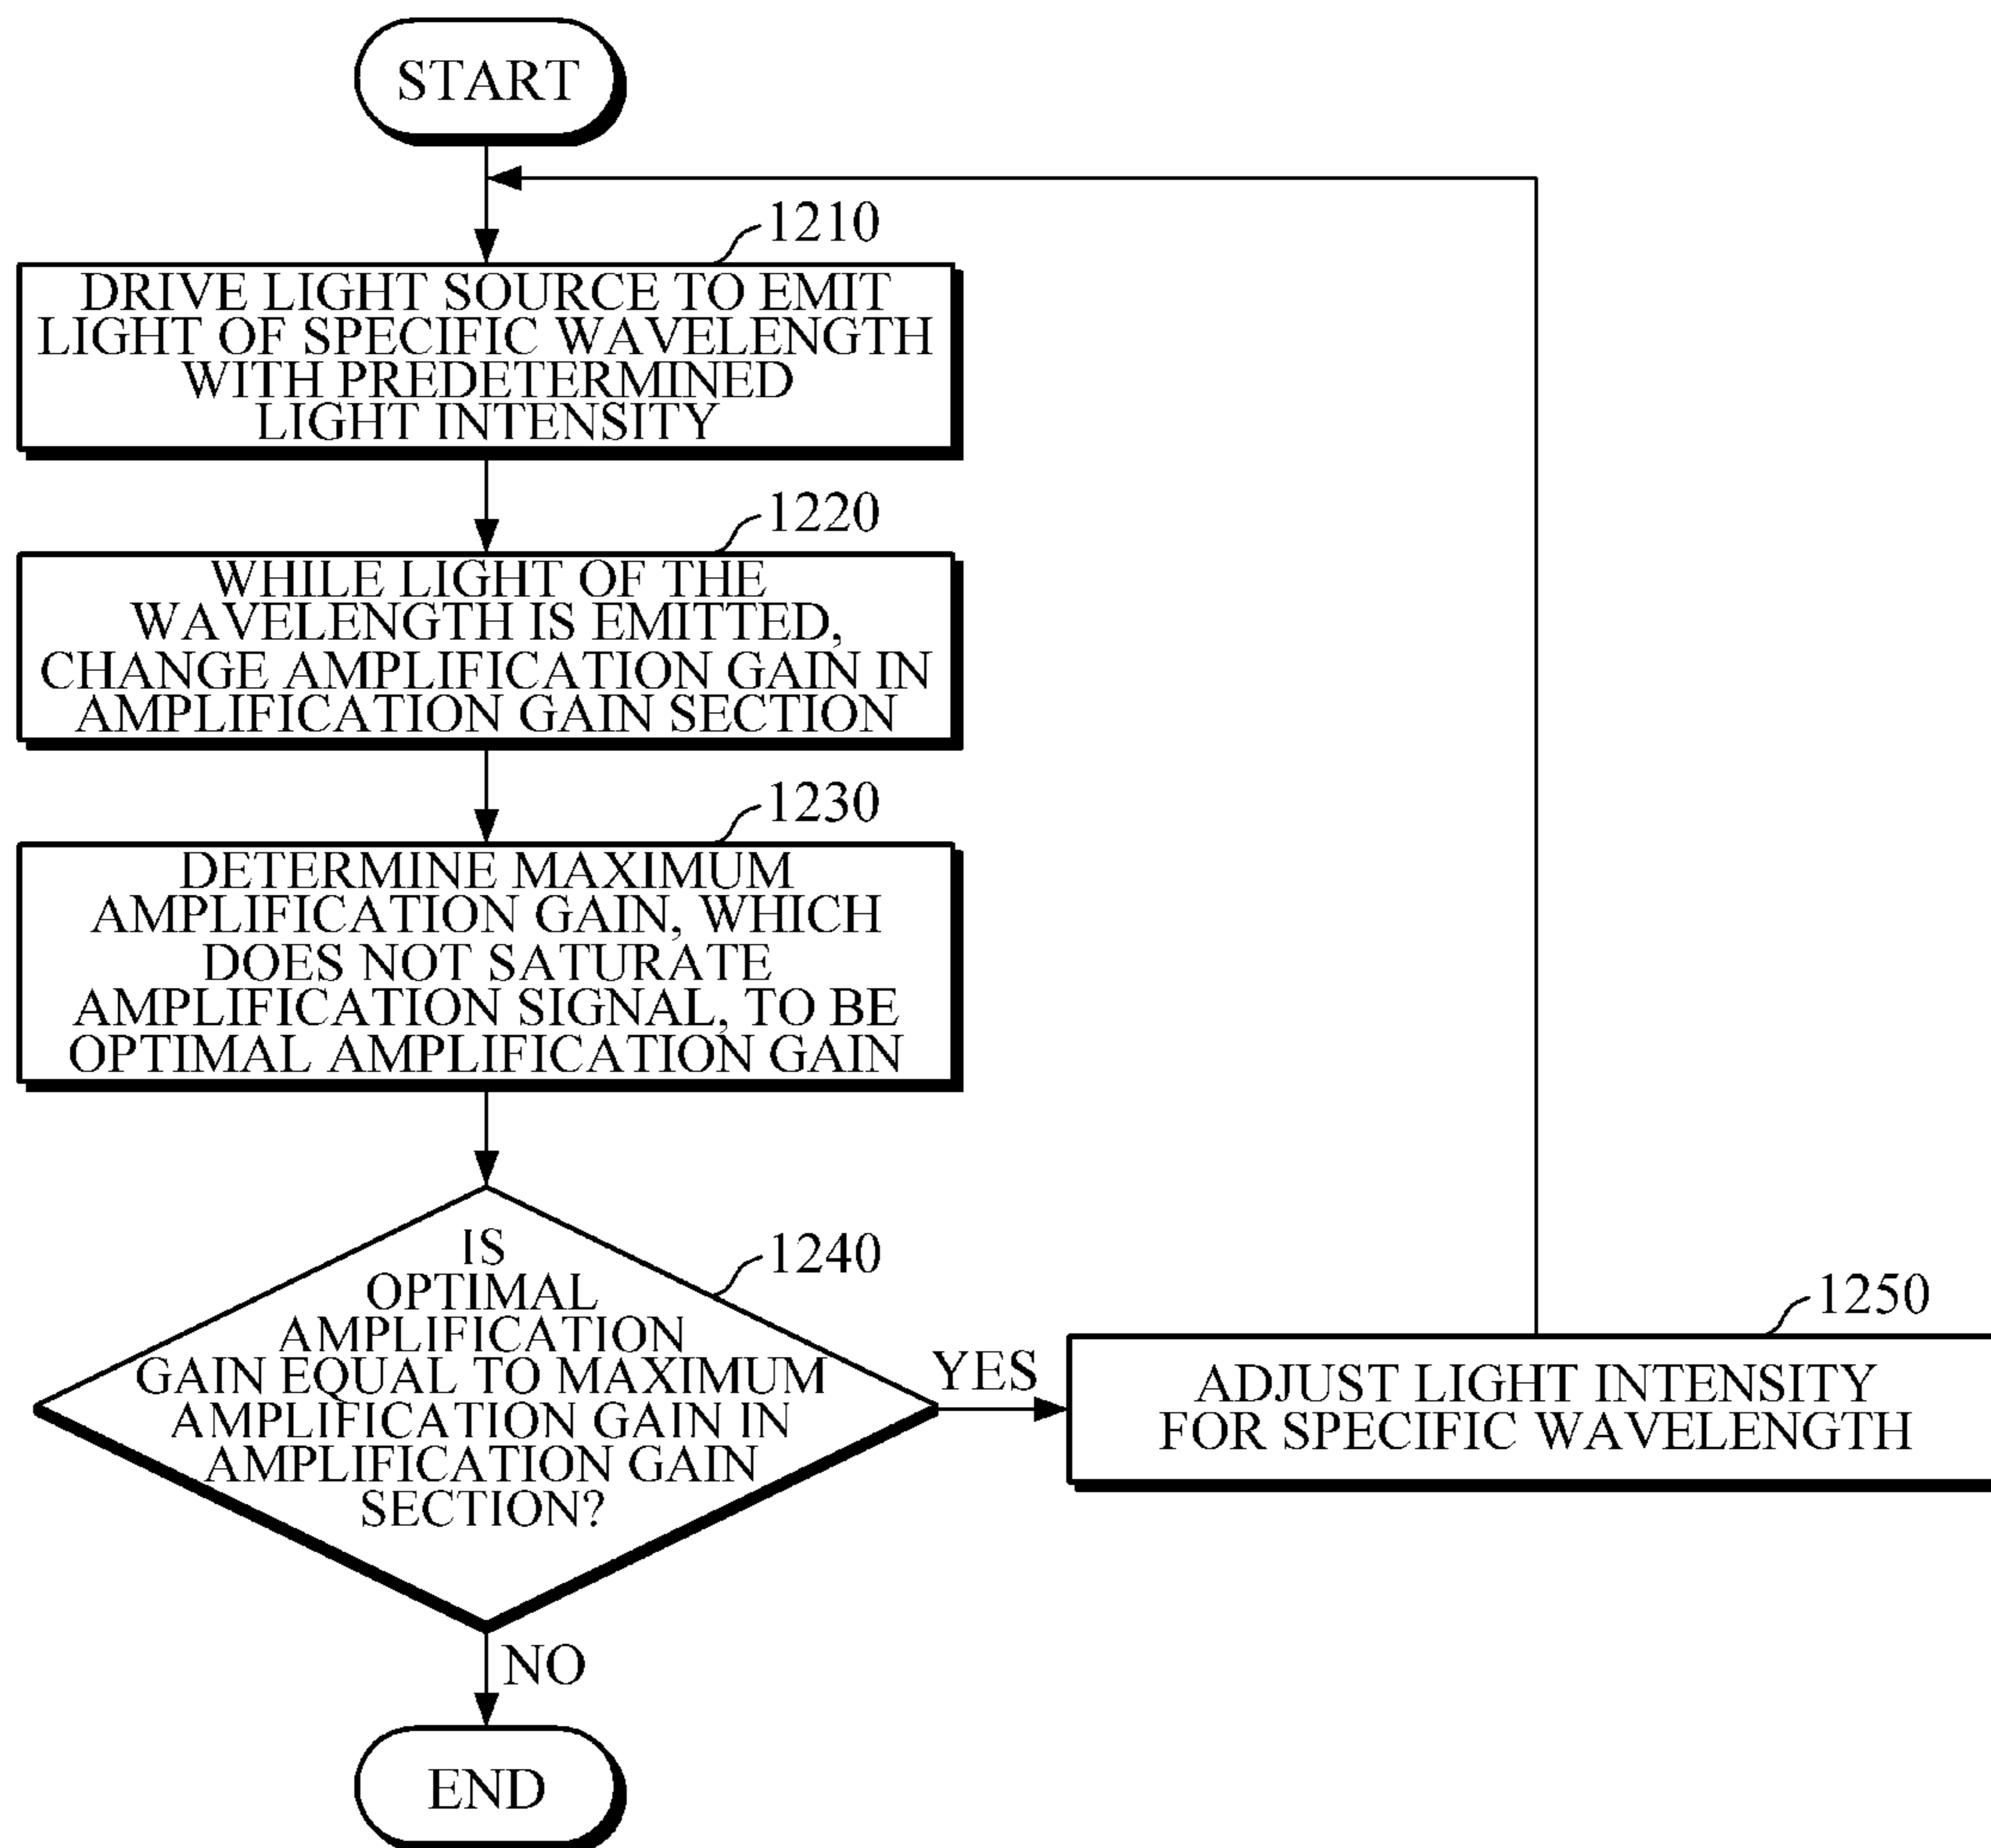 START
1210
DRIVE LIGHT SOURCE TO EMIT
LIGHT OF SPECIFIC WAVELENGTH
WITH PREDETERMINED
LIGHT INTENSITY
1220
WHILE LIGHT OF THE
WAVELENGTH IS EMITTED,
CHANGE AMPLIFICATION GAIN IN
AMPLIFICATION GAIN SECTION
1230
DETERMINE MAXIMUM
AMPLIFICATION GAIN, WHICH
DOES NOT SATURATE
AMPLIFICATION SIGNAL, TO BE
OPTIMAL AMPLIFICATION GAIN
1240
IS
OPTIMAL
AMPLIFICATION
GAIN EQUAL TO MAXIMUM
AMPLIFICATION GAIN IN
AMPLIFICATION GAIN
SECTION?
YES
1250
ADJUST LIGHT INTENSITY
FOR SPECIFIC WAVELENGTH
NO
END